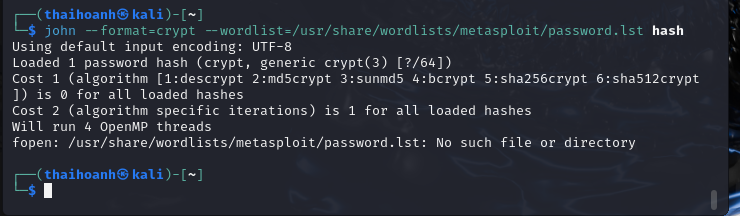 ┌──(thaihoanh㉿kali)-[~]
└─$ john --format=crypt --wordlist=/usr/share/wordlists/metasploit/password.lst hash
Using default input encoding: UTF-8
Loaded 1 password hash (crypt, generic crypt(3) [?/64])
Cost 1 (algorithm [1:descrypt 2:md5crypt 3:sunmd5 4:bcrypt 5:sha256crypt 6:sha512crypt
]) is 0 for all loaded hashes
Cost 2 (algorithm specific iterations) is 1 for all loaded hashes
Will run 4 OpenMP threads
fopen: /usr/share/wordlists/metasploit/password.lst: No such file or directory
┌──(thaihoanh㉿kali)-[~]
└─$